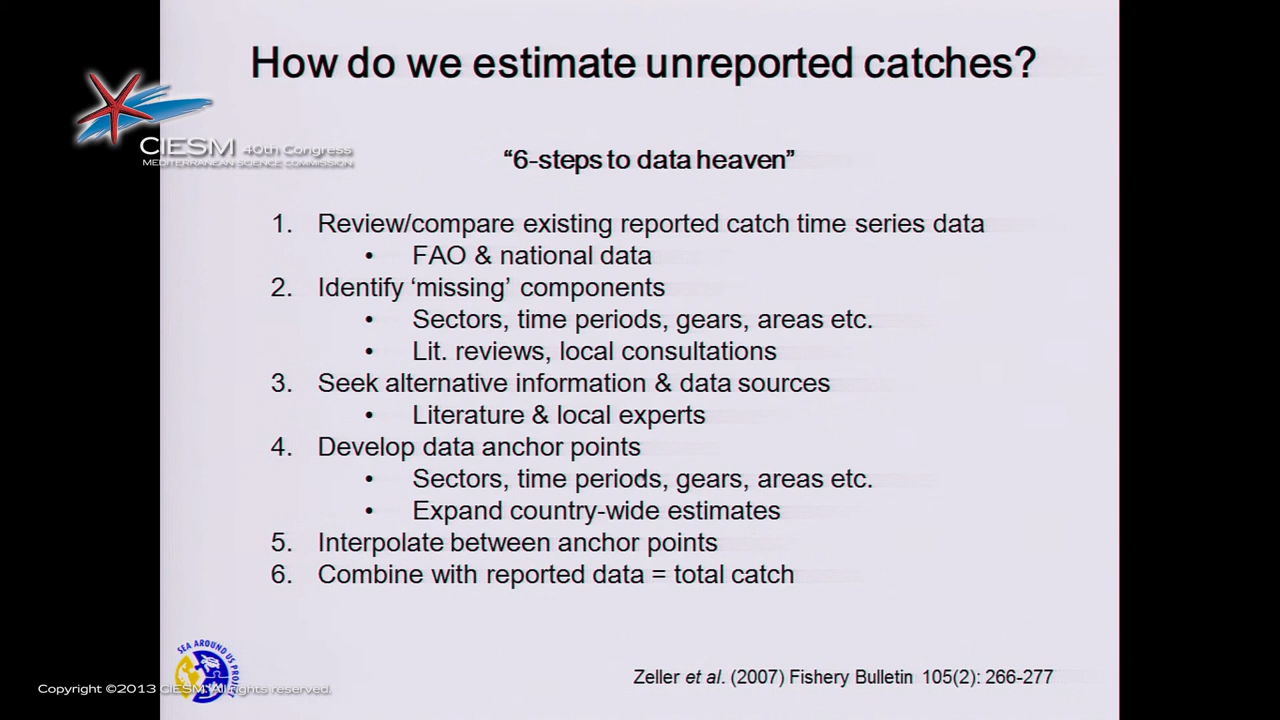 How do we estimate unreported catches?
CIESM 40th Congress
MEDITERRANEAN SCIENCE COMMISSION
“6-steps to data heaven”
1. Review/compare existing reported catch time series data
• FAO & national data
2. Identify ‘missing’ components
• Sectors, time periods, gears, areas etc.
• Lit. reviews, local consultations
3. Seek alternative information & data sources
• Literature & local experts
4. Develop data anchor points
• Sectors, time periods, gears, areas etc.
• Expand country-wide estimates
5. Interpolate between anchor points
6. Combine with reported data = total catch
SEA AROUND US PROJECT
Zeller et al. (2007) Fishery Bulletin 105(2): 266-277
Copyright ©2013 CIESM. All rights reserved.